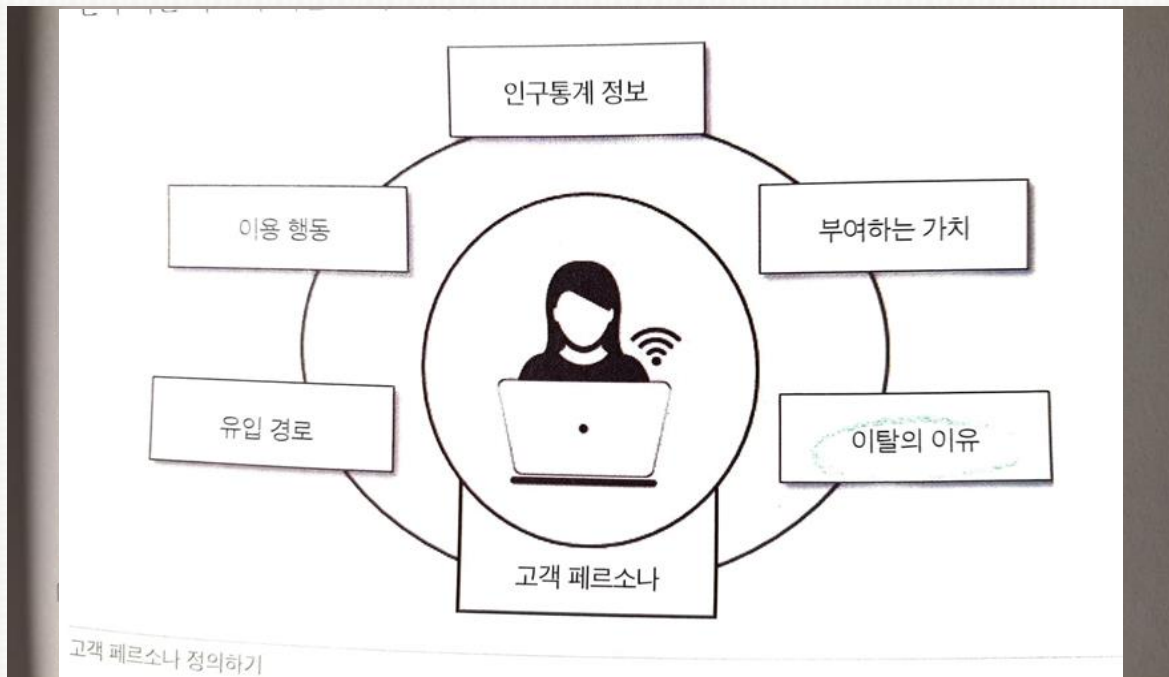 인구통계 정보
이용 행동
부여하는 가치
유입 경로
이탈의 이유
고객 페르소나
고객 페르소나 정의하기